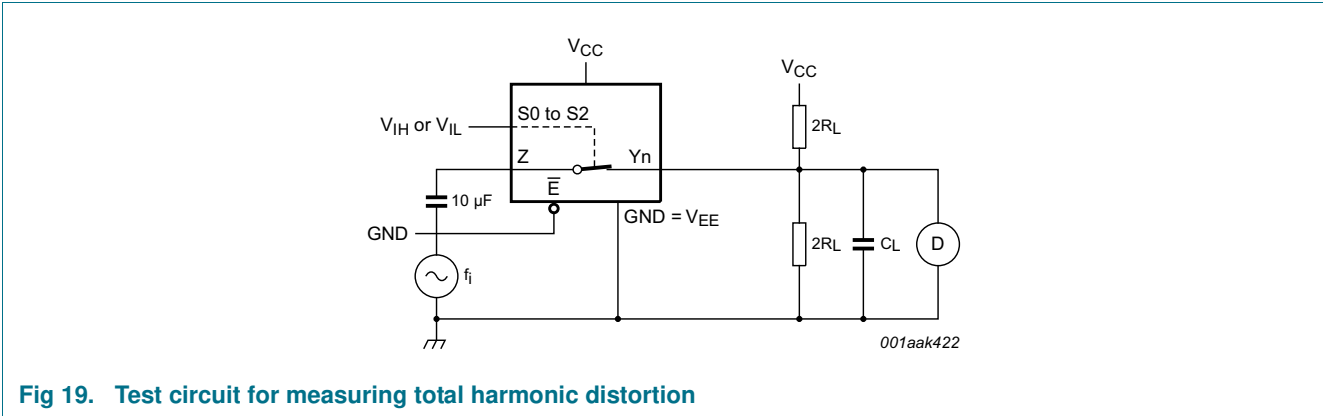 VCC
VCC
S0 to S2
2RL
VIH or VIL
Z
Yn
E
10 µF
GND = VEE
GND
2RL
CL
D
fi
001aak422
Fig 19. Test circuit for measuring total harmonic distortion